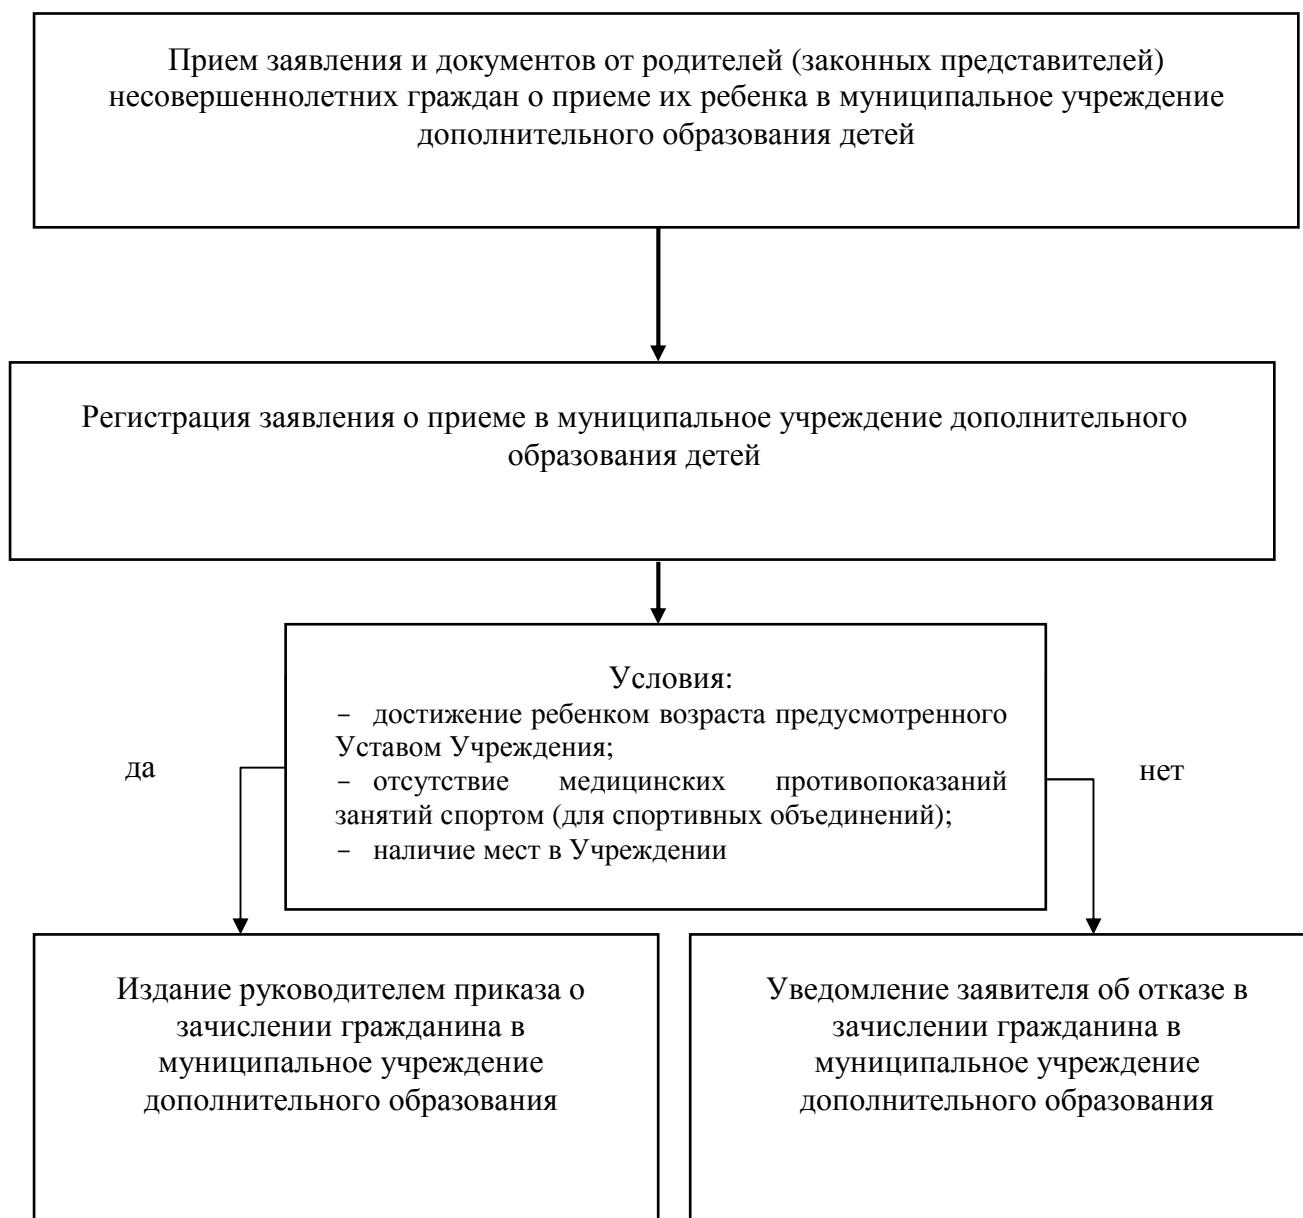 Прием заявления и документов от родителей (законных представителей)
несовершеннолетних граждан о приеме их ребенка в муниципальное учреждение
дополнительного образования детей
Регистрация заявления о приеме в муниципальное учреждение дополнительного
образования детей
Условия:
– достижение ребенком возраста предусмотренного
Уставом Учреждения;
– отсутствие медицинских противопоказаний
занятий спортом (для спортивных объединений);
– наличие мест в Учреждении
да
нет
Издание руководителем приказа о
зачислении гражданина в
муниципальное учреждение
дополнительного образования
Уведомление заявителя об отказе в
зачислении гражданина в
муниципальное учреждение
дополнительного образования